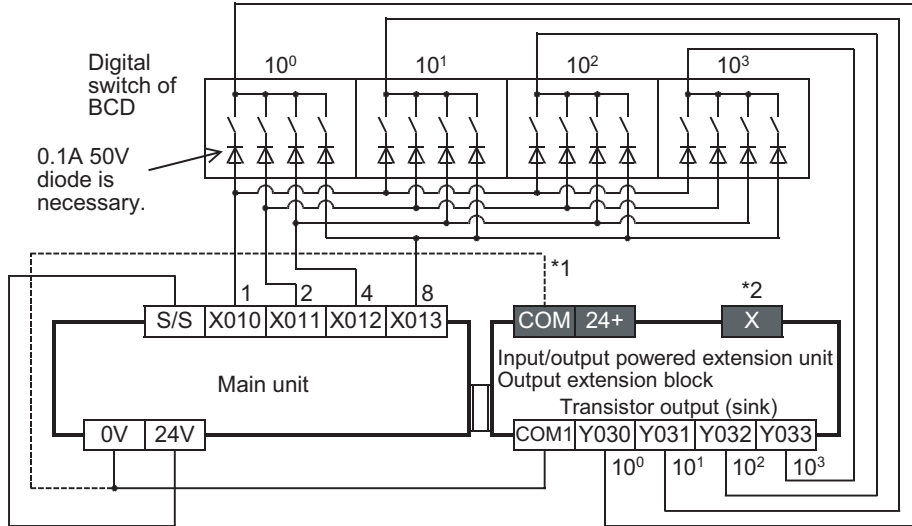 Digital
switch of
BCD
10⁰ 10¹ 10² 10³
0.1A 50V
diode is
necessary.
*1
1 2 4 8
*2
S/S X010 X011 X012 X013
COM 24+ X
Main unit
Input/output powered extension unit
Output extension block
Transistor output (sink)
0V 24V
COM1 Y030 Y031 Y032 Y033
10⁰ 10¹ 10² 10³